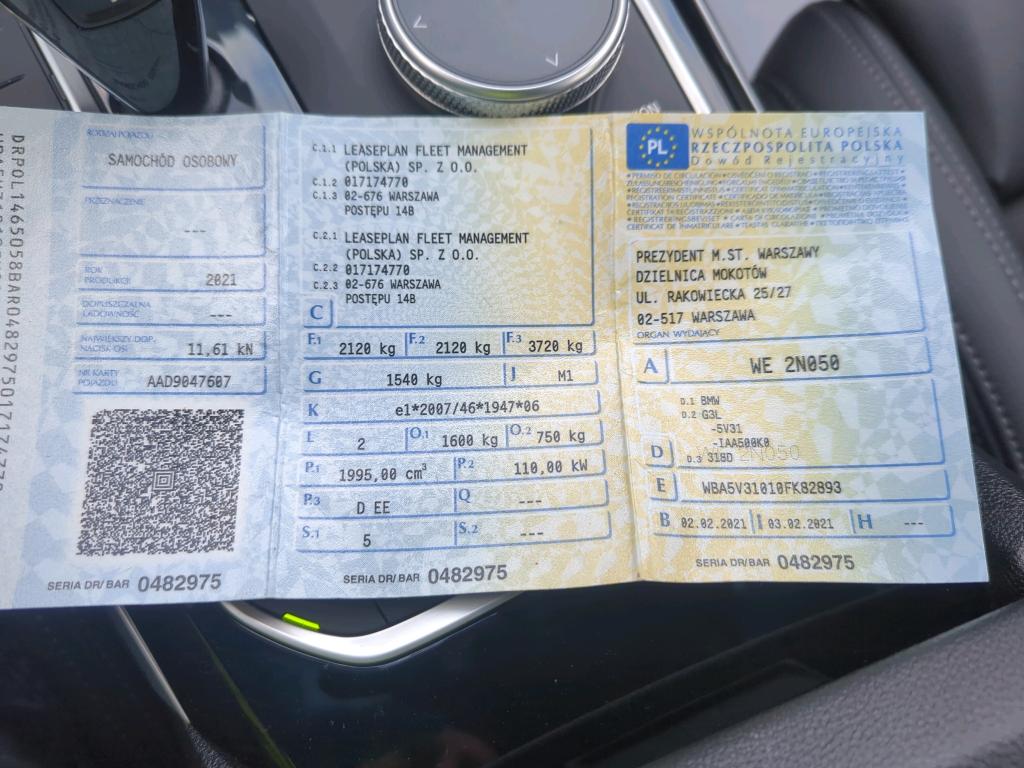 RODZAJ POJAZDU
SAMOCHÓD OSOBOWY
PRZEZNACZENIE
---
ROK
PRODUKCJI
2021
DOPUSZCZALNA
ŁADOWNOŚĆ
---
NAJWIĘKSZY DOP.
NACISK OSI
11,61 kN
NR KARTY
POJAZDU
AAD9047607
SERIA DR/BAR 0482975
C.1.1 LEASEPLAN FLEET MANAGEMENT
(POLSKA) SP. Z O.O.
C.1.2 017174770
C.1.3 02-676 WARSZAWA
POSTĘPU 14B
C.2.1 LEASEPLAN FLEET MANAGEMENT
(POLSKA) SP. Z O.O.
C.2.2 017174770
C.2.3 02-676 WARSZAWA
POSTĘPU 14B
C
F.1 2120 kg F.2 2120 kg F.3 3720 kg
G 1540 kg J M1
K e1*2007/46*1947*06
L 2 O.1 1600 kg O.2 750 kg
P.1 1995,00 cm³ P.2 110,00 kW
P.3 D EE Q ---
S.1 5 S.2 ---
SERIA DR/BAR 0482975
PL
WSPÓLNOTA EUROPEJSKA
RZECZPOSPOLITA POLSKA
Dowód Rejestracyjny
PREZYDENT M.ST. WARSZAWY
DZIELNICA MOKOTÓW
UL. RAKOWIECKA 25/27
02-517 WARSZAWA
ORGAN WYDAJĄCY
A WE 2N050
D.1 BMW
D.2 G3L
-5V31
-IAA500K0
D D.3 318D
2N050
E WBA5V31010FK82893
B 02.02.2021 I 03.02.2021 H ---
SERIA DR/BAR 0482975